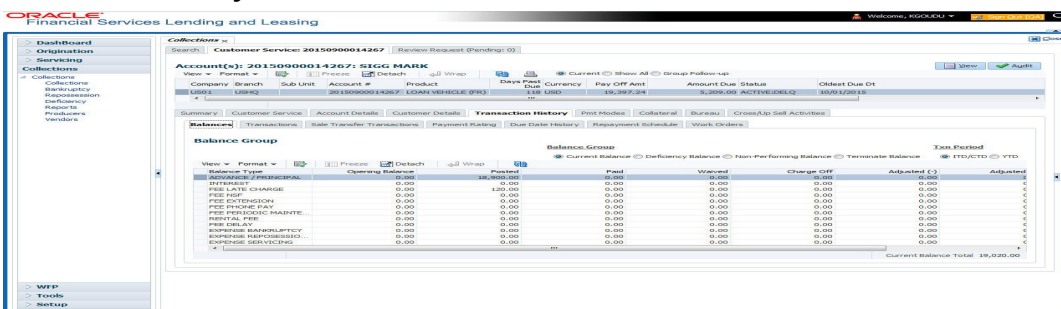 ORACLE
Financial Services Lending and Leasing
Welcome, KGOUDU
Sign Out [QA]
DashBoard
Origination
Servicing
Collections
Collections
Collections
Bankruptcy
Repossession
Deficiency
Reports
Producers
Vendors
WFP
Tools
Setup
Collections x
Close
Search Customer Service: 20150900014267 Review Request (Pending: 0)
Account(s): 20150900014267: SIGG MARK
View Audit
View Format Freeze Detach Wrap Current Show All Group Follow-up
Company Branch Sub Unit Account # Product Days Past Due Currency Pay Off Amt Amount Due Status Oldest Due Dt
US01 USHQ 20150900014267 LOAN VEHICLE (FR) 118 USD 19,397.24 5,209.00 ACTIVE:DELQ 10/01/2015
Summary Customer Service Account Details Customer Details Transaction History Pmt Modes Collateral Bureau Cross/Up Sell Activities
Balances Transactions Sale Transfer Transactions Payment Rating Due Date History Repayment Schedule Work Orders
Balance Group
Balance Group Txn Period
Current Balance Deficiency Balance Non-Performing Balance Terminate Balance ITD/CTD YTD
View Format Freeze Detach Wrap
Balance Type Opening Balance Posted Paid Waived Charge Off Adjusted (-) Adjusted
ADVANCE / PRINCIPAL 0.00 18,900.00 0.00 0.00 0.00 0.00
INTEREST 0.00 0.00 0.00 0.00 0.00 0.00
FEE LATE CHARGE 0.00 120.00 0.00 0.00 0.00 0.00
FEE NSF 0.00 0.00 0.00 0.00 0.00 0.00
FEE EXTENSION 0.00 0.00 0.00 0.00 0.00 0.00
FEE PHONE PAY 0.00 0.00 0.00 0.00 0.00 0.00
FEE PERIODIC MAINTE... 0.00 0.00 0.00 0.00 0.00 0.00
RENTAL FEE 0.00 0.00 0.00 0.00 0.00 0.00
FEE DELAY 0.00 0.00 0.00 0.00 0.00 0.00
EXPENSE BANKRUPTCY 0.00 0.00 0.00 0.00 0.00 0.00
EXPENSE REPOSESSIO... 0.00 0.00 0.00 0.00 0.00 0.00
EXPENSE SERVICING 0.00 0.00 0.00 0.00 0.00 0.00
Current Balance Total 19,020.00